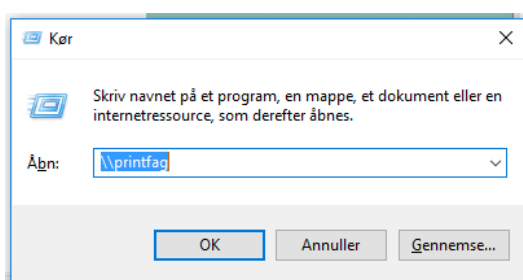 Kør
Skriv navnet på et program, en mappe, et dokument eller en
internetressource, som derefter åbnes.
Åbn: \\printfag
OK Annuller Gennemse...